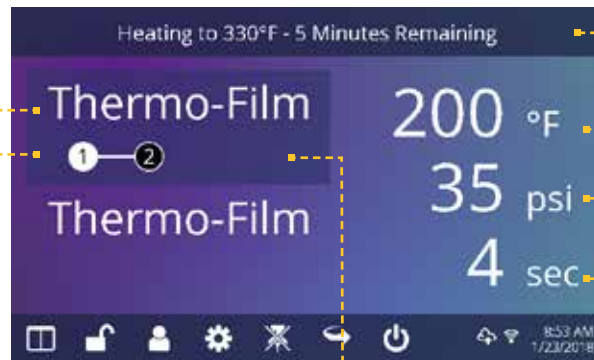 Heating to 330°F - 5 Minutes Remaining
Thermo-Film
1 2
Thermo-Film
200 °F
35 psi
4 sec
8:53 AM
1/23/2018